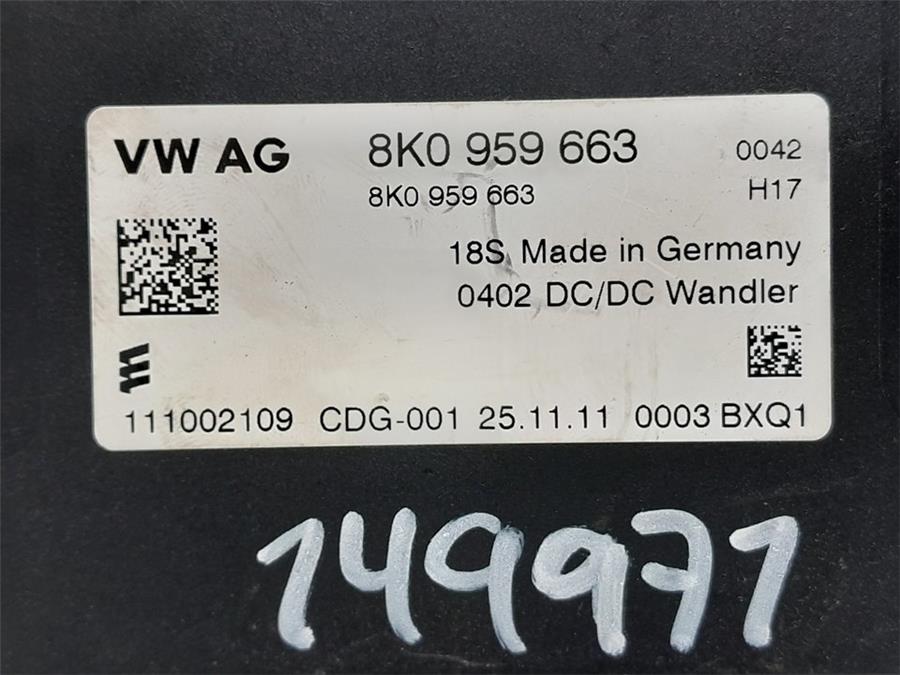 VW AG 8K0 959 663 0042
8K0 959 663 H17
18S Made in Germany
0402 DC/DC Wandler
111002109 CDG-001 25.11.11 0003 BXQ1
149971